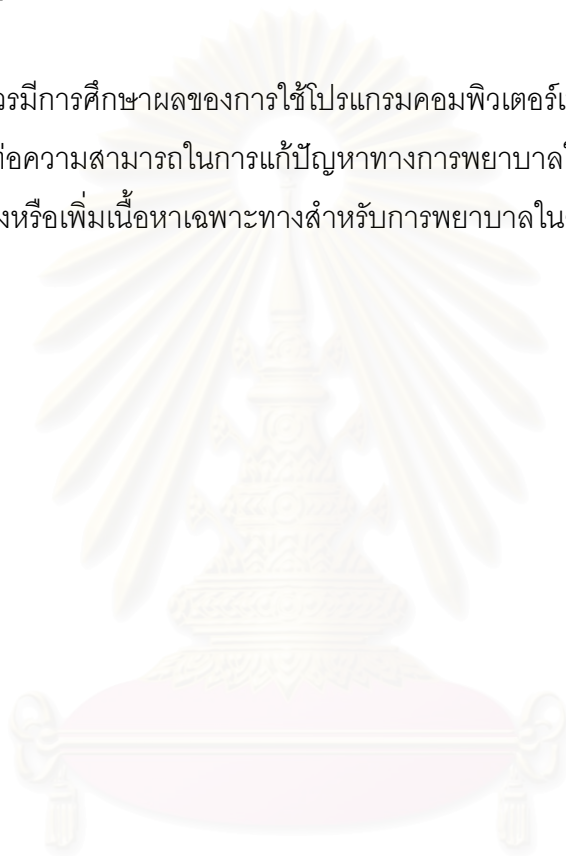 วรมีการศึกษาผลของการใช้โปรแกรมคอมพิวเตอร์
ต่อความสามารถในการแก้ปัญหาทางการพยาบาล
งหรือเพิ่มเนื้อหาเฉพาะทางสำหรับการพยาบาลใน